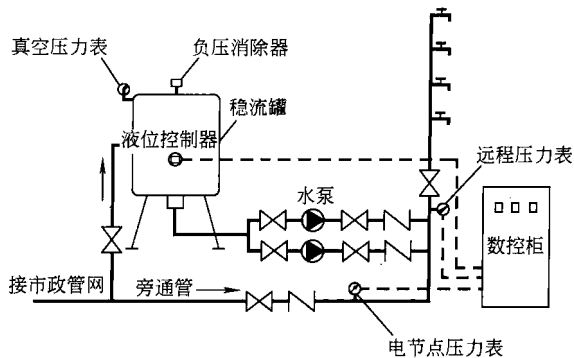 真空压力表
负压消除器
稳流罐
液位控制器
远程压力表
水泵
数控柜
接市政管网
旁通管
电节点压力表